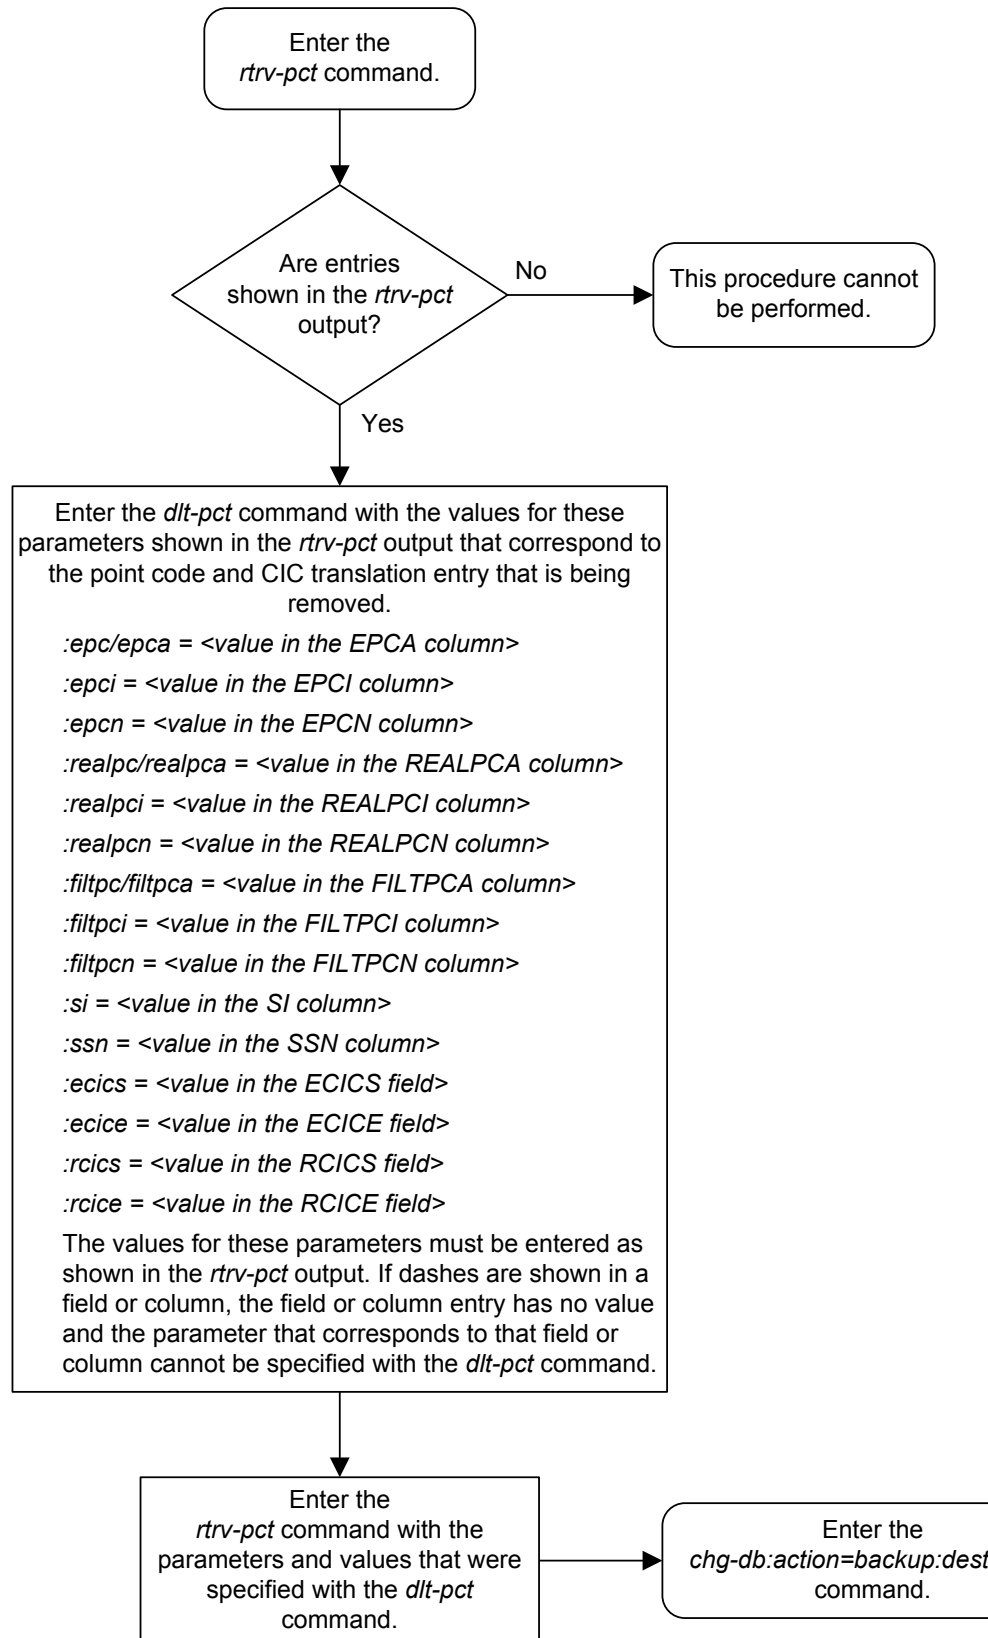 Enter the
rtrv-pct command.
Are entries
shown in the rtrv-pct
output?
No
This procedure cannot
be performed.
Yes
Enter the dlt-pct command with the values for these
parameters shown in the rtrv-pct output that correspond to
the point code and CIC translation entry that is being
removed.
:epc/epca = <value in the EPCA column>
:epci = <value in the EPCI column>
:epcn = <value in the EPCN column>
:realpc/realpca = <value in the REALPCA column>
:realpci = <value in the REALPCI column>
:realpcn = <value in the REALPCN column>
:filtpc/filtpca = <value in the FILTPCA column>
:filtpci = <value in the FILTPCI column>
:filtpcn = <value in the FILTPCN column>
:si = <value in the SI column>
:ssn = <value in the SSN column>
:ecics = <value in the ECICS field>
:ecice = <value in the ECICE field>
:rcics = <value in the RCICS field>
:rcice = <value in the RCICE field>
The values for these parameters must be entered as
shown in the rtrv-pct output. If dashes are shown in a
field or column, the field or column entry has no value
and the parameter that corresponds to that field or
column cannot be specified with the dlt-pct command.
Enter the
rtrv-pct command with the
parameters and values that were
specified with the dlt-pct
command.
Enter the
chg-db:action=backup:dest
command.